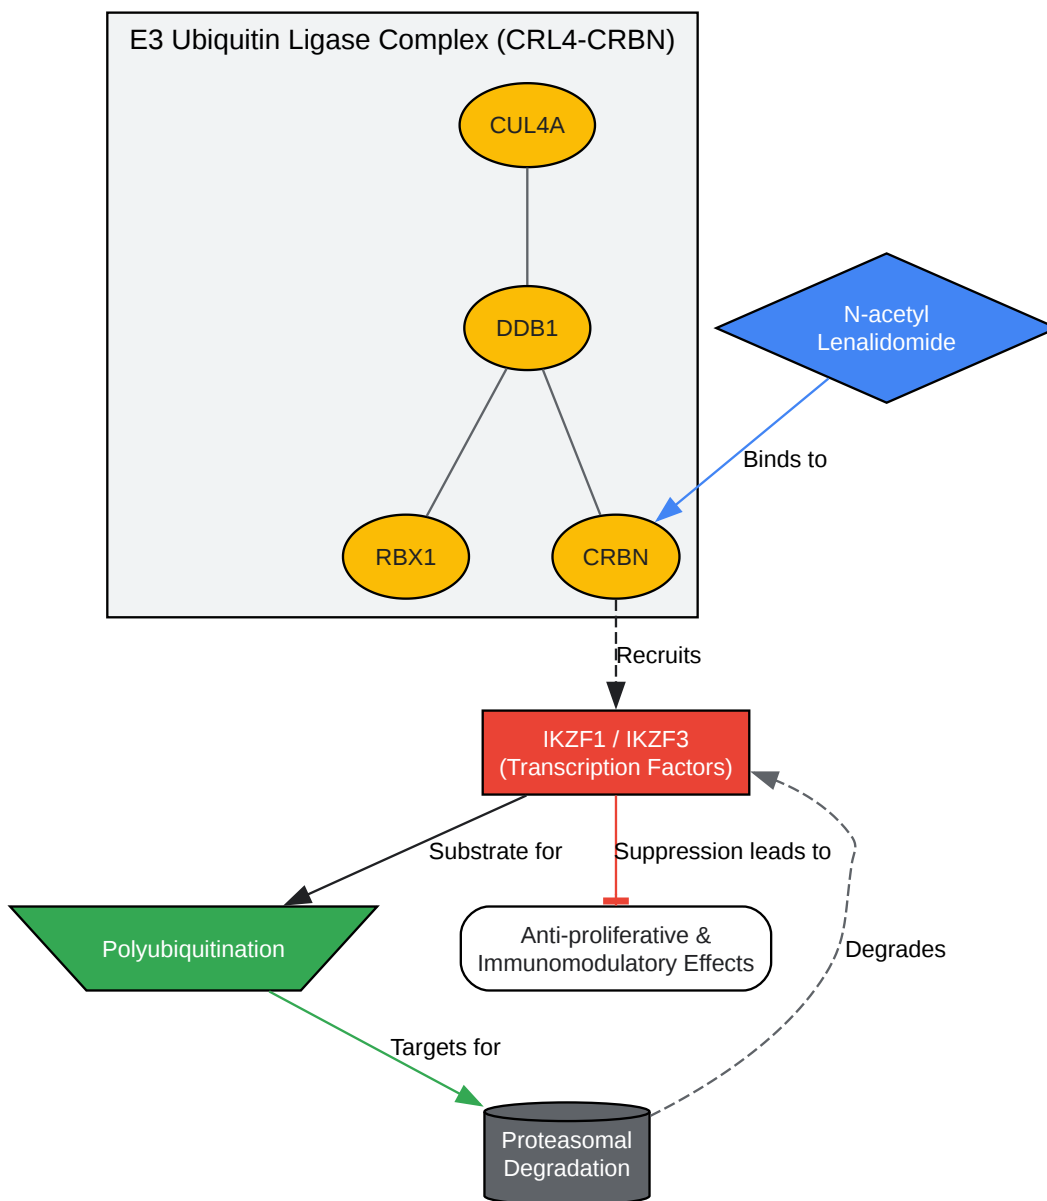 E3 Ubiquitin Ligase Complex (CRL4-CRBN)
CUL4A
DDB1
N-acetyl
Lenalidomide
Binds to
RBX1
CRBN
Recruits
IKZF1 / IKZF3
(Transcription Factors)
Substrate for
Suppression leads to
Polyubiquitination
Anti-proliferative &
Immunomodulatory Effects
Degrades
Targets for
Proteasomal
Degradation